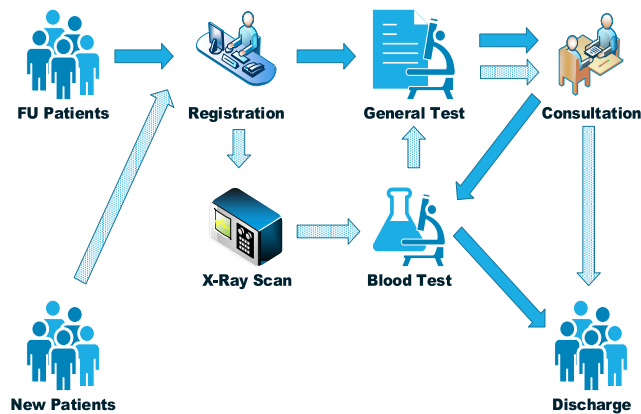 FU Patients
Registration
General Test
Consultation
X-Ray Scan
Blood Test
New Patients
Discharge